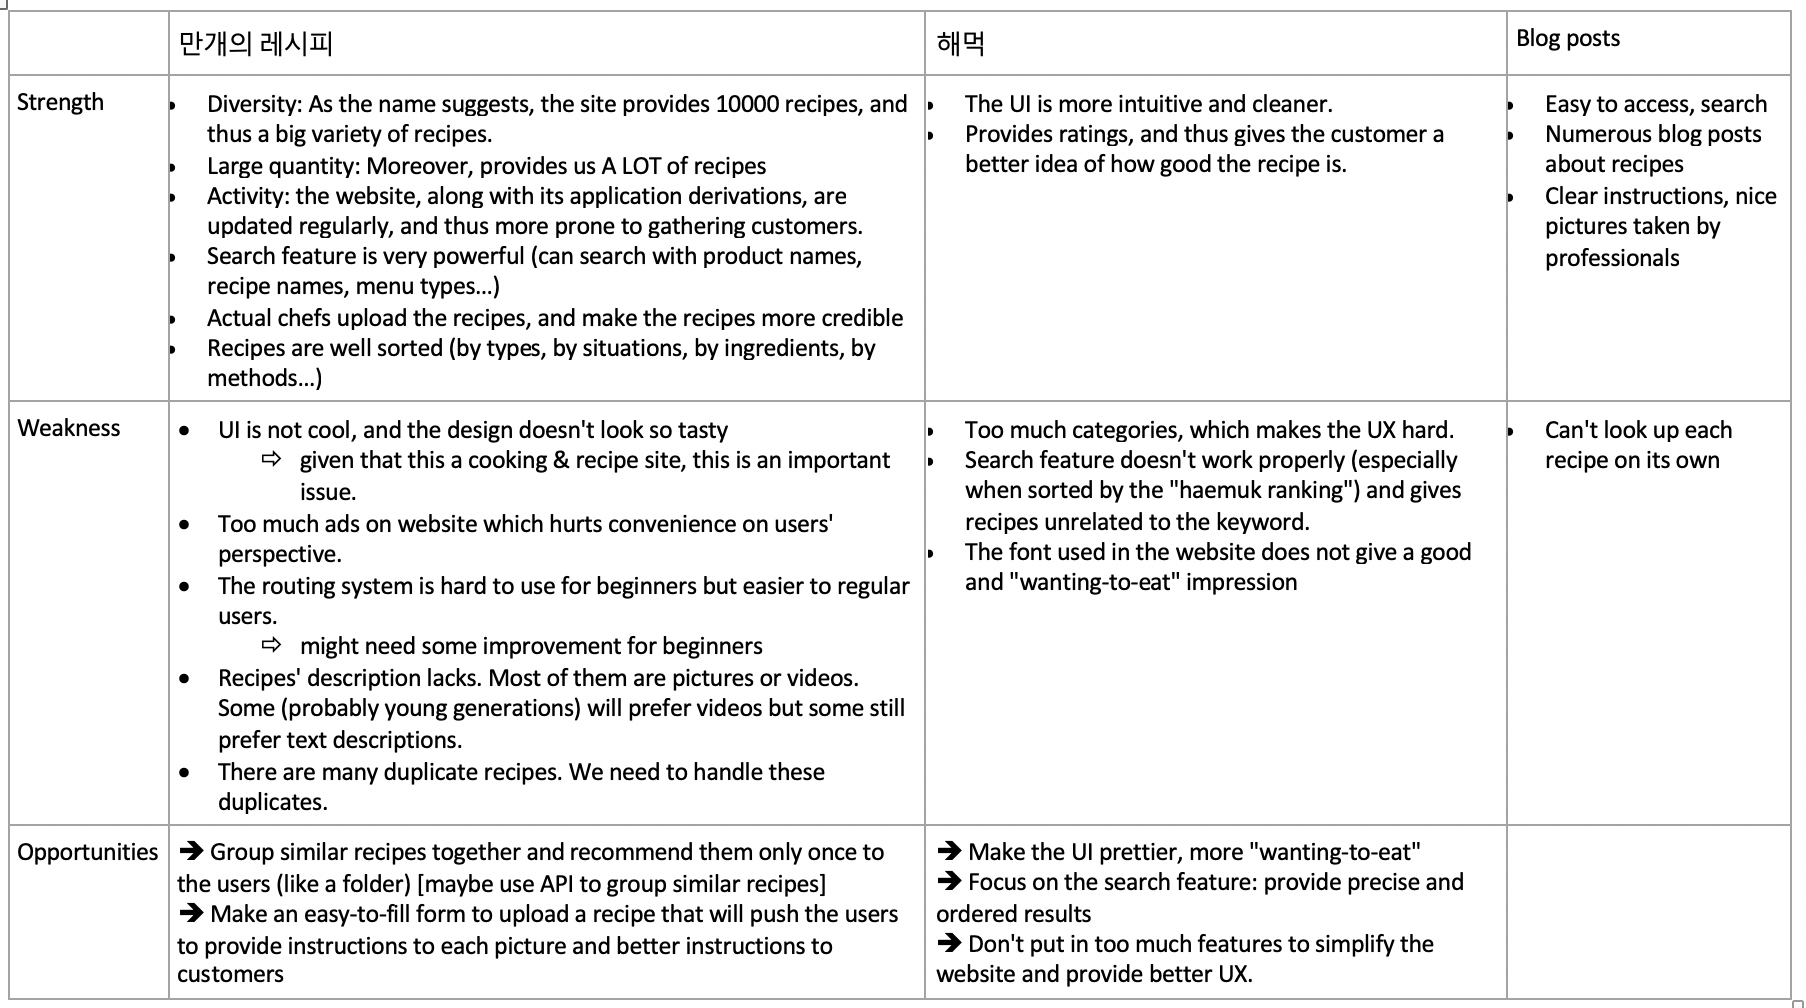 만개의 레시피
해먹
Blog posts
Strength
• Diversity: As the name suggests, the site provides 10000 recipes, and
thus a big variety of recipes.
• Large quantity: Moreover, provides us A LOT of recipes
• Activity: the website, along with its application derivations, are
updated regularly, and thus more prone to gathering customers.
• Search feature is very powerful (can search with product names,
recipe names, menu types...)
• Actual chefs upload the recipes, and make the recipes more credible
• Recipes are well sorted (by types, by situations, by ingredients, by
methods...)
• The UI is more intuitive and cleaner.
• Provides ratings, and thus gives the customer a
better idea of how good the recipe is.
• Easy to access, search
• Numerous blog posts
about recipes
• Clear instructions, nice
pictures taken by
professionals
Weakness
• UI is not cool, and the design doesn't look so tasty
⇨ given that this a cooking & recipe site, this is an important
issue.
• Too much ads on website which hurts convenience on users'
perspective.
• The routing system is hard to use for beginners but easier to regular
users.
⇨ might need some improvement for beginners
• Recipes' description lacks. Most of them are pictures or videos.
Some (probably young generations) will prefer videos but some still
prefer text descriptions.
• There are many duplicate recipes. We need to handle these
duplicates.
• Too much categories, which makes the UX hard.
• Search feature doesn't work properly (especially
when sorted by the "haemuk ranking") and gives
recipes unrelated to the keyword.
• The font used in the website does not give a good
and "wanting-to-eat" impression
• Can't look up each
recipe on its own
Opportunities
➔ Group similar recipes together and recommend them only once to
the users (like a folder) [maybe use API to group similar recipes]
➔ Make an easy-to-fill form to upload a recipe that will push the users
to provide instructions to each picture and better instructions to
customers
➔ Make the UI prettier, more "wanting-to-eat"
➔ Focus on the search feature: provide precise and
ordered results
➔ Don't put in too much features to simplify the
website and provide better UX.